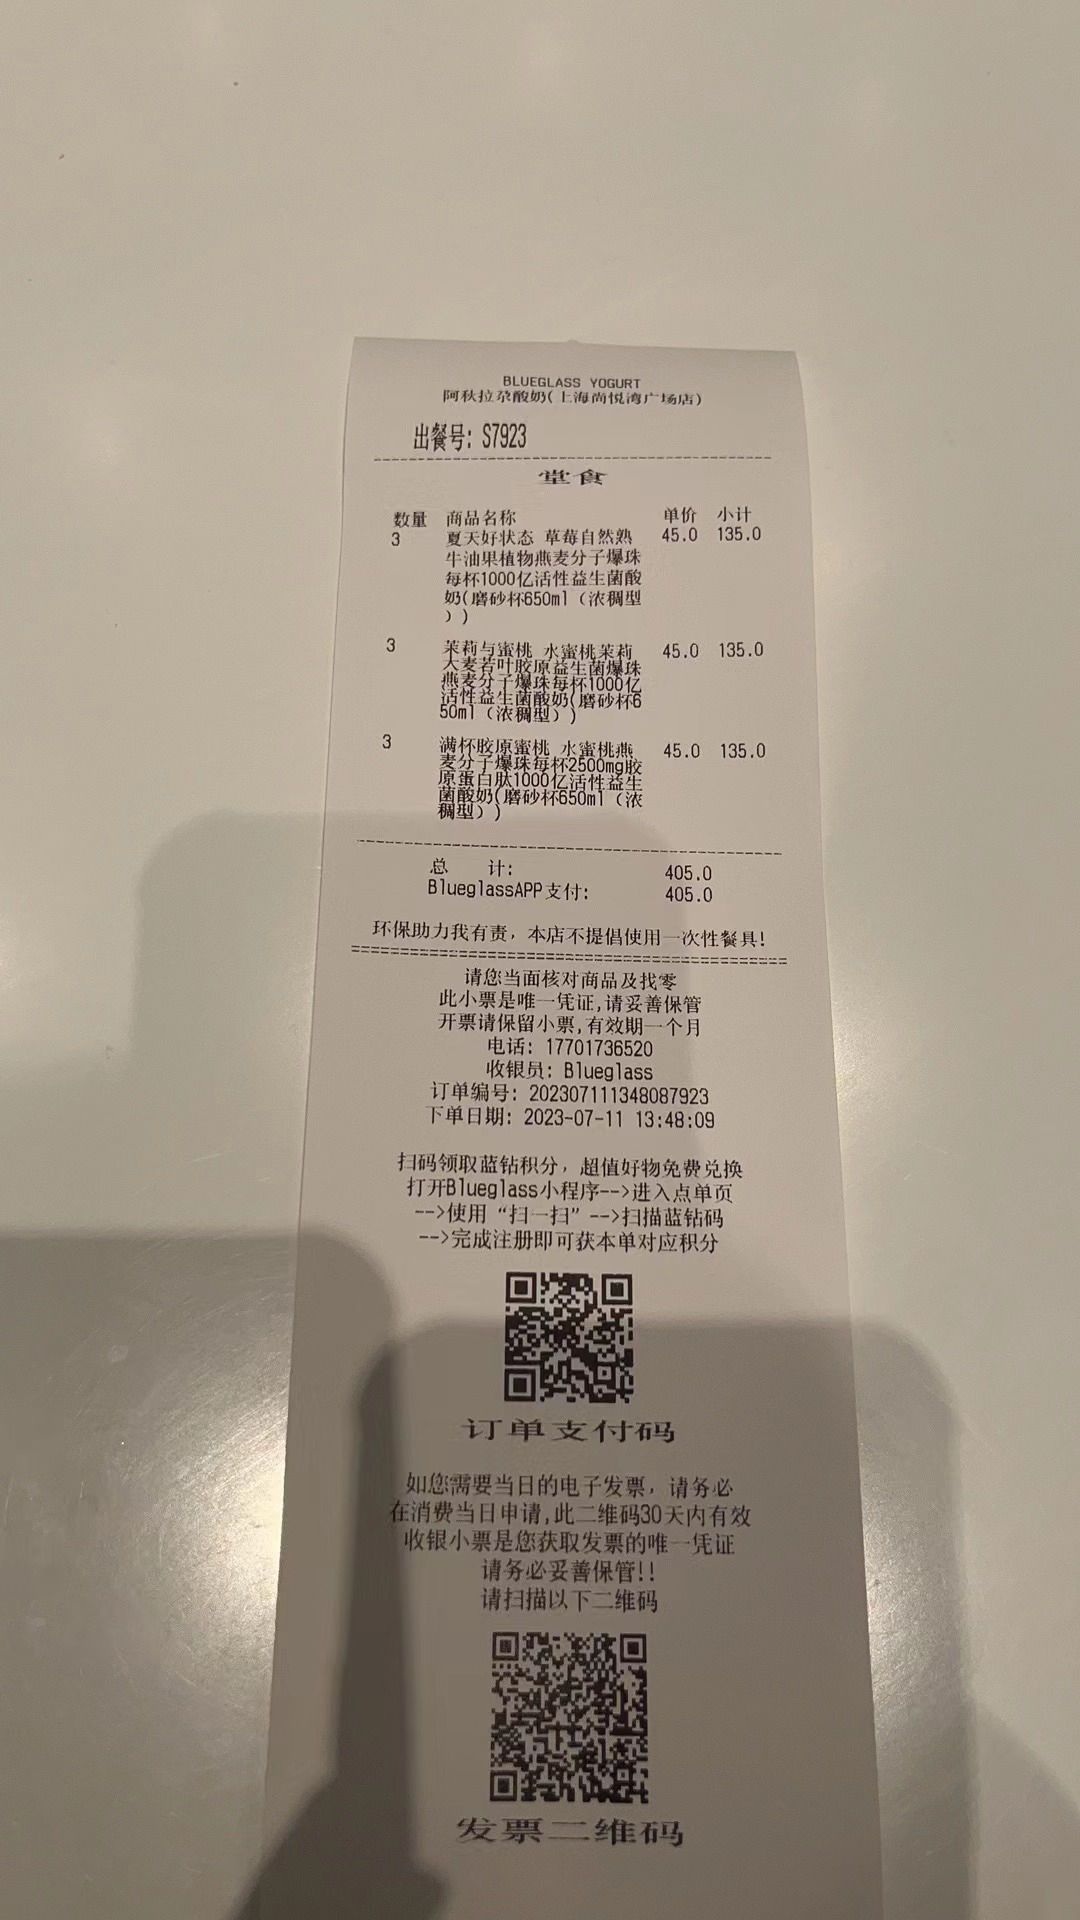 BLUEGLASS YOGURT
阿秋拉尕酸奶(上海尚悦湾广场店)
出餐号: S7923
堂食
数量 商品名称 单价 小计
3 夏天好状态 草莓自然熟 45.0 135.0
牛油果植物燕麦分子爆珠
每杯1000亿活性益生菌酸
奶(磨砂杯650ml（浓稠型
）)
3 茉莉与蜜桃 水蜜桃茉莉 45.0 135.0
大麦若叶胶原益生菌爆珠
燕麦分子爆珠每杯1000亿
活性益生菌酸奶(磨砂杯6
50ml（浓稠型）)
3 满杯胶原蜜桃 水蜜桃燕 45.0 135.0
麦分子爆珠每杯2500mg胶
原蛋白肽1000亿活性益生
菌酸奶(磨砂杯650ml（浓
稠型）)
总 计: 405.0
BlueglassAPP支付: 405.0
环保助力我有责，本店不提倡使用一次性餐具!
请您当面核对商品及找零
此小票是唯一凭证,请妥善保管
开票请保留小票,有效期一个月
电话: 17701736520
收银员: Blueglass
订单编号: 202307111348087923
下单日期: 2023-07-11 13:48:09
扫码领取蓝钻积分，超值好物免费兑换
打开Blueglass小程序-->进入点单页
-->使用“扫一扫”-->扫描蓝钻码
-->完成注册即可获本单对应积分
订单支付码
如您需要当日的电子发票，请务必
在消费当日申请,此二维码30天内有效
收银小票是您获取发票的唯一凭证
请务必妥善保管!!
请扫描以下二维码
发票二维码